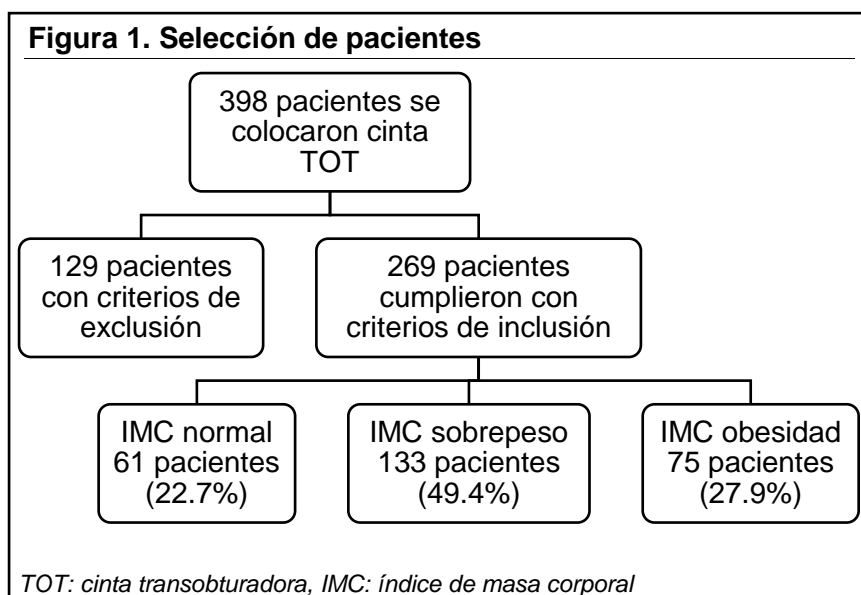 Figura 1. Selección de pacientes
398 pacientes se
colocaron cinta
TOT
129 pacientes
con criterios de
exclusión
269 pacientes
cumplieron con
criterios de inclusión
IMC normal
61 pacientes
(22.7%)
IMC sobrepeso
133 pacientes
(49.4%)
IMC obesidad
75 pacientes
(27.9%)
TOT: cinta transobturadora, IMC: índice de masa corporal